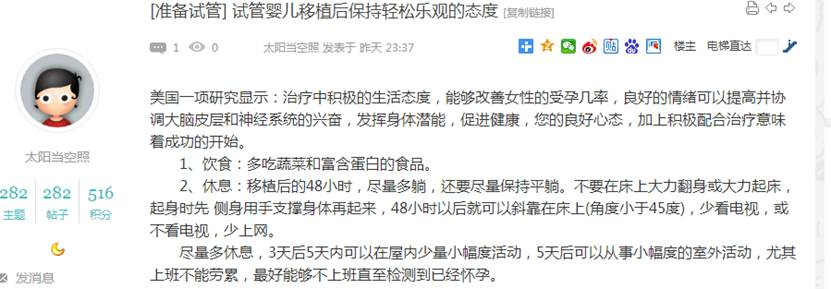 [准备试管] 试管婴儿移植后保持轻松乐观的态度 [复制链接]
1 0 太阳当空照 发表于 昨天 23:37 楼主 电梯直达
美国一项研究显示：治疗中积极的生活态度，能够改善女性的受孕几率，良好的情绪可以提高并协
调大脑皮层和神经系统的兴奋，发挥身体潜能，促进健康，您的良好心态，加上积极配合治疗意味
着成功的开始。
1、饮食：多吃蔬菜和富含蛋白的食品。
2、休息：移植后的48小时，尽量多躺，还要尽量保持平躺。不要在床上大力翻身或大力起床，
起身时先 侧身用手支撑身体再起来，48小时以后就可以斜靠在床上(角度小于45度)，少看电视，或
不看电视，少上网。
尽量多休息，3天后5天内可以在屋内少量小幅度活动，5天后可以从事小幅度的室外活动，尤其
上班不能劳累，最好能够不上班直至检测到已经怀孕。
太阳当空照
282 282 516
主题 帖子 积分
发消息